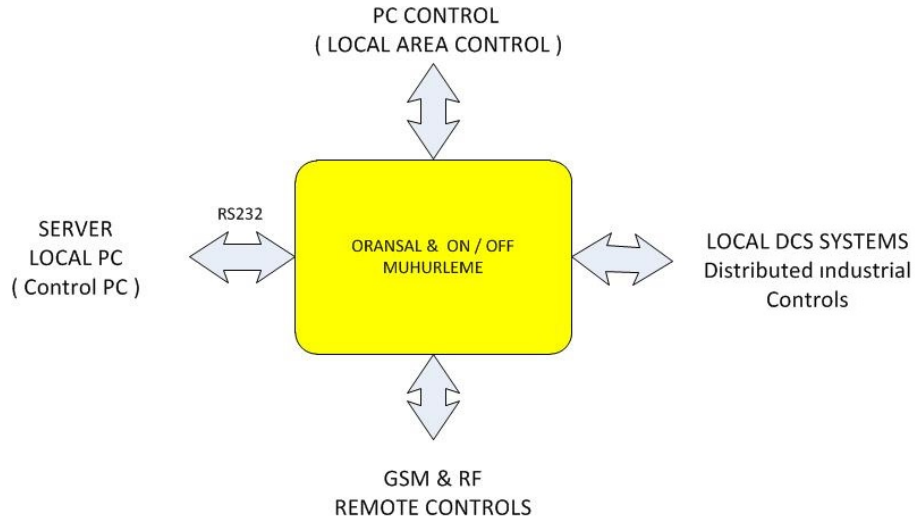 PC CONTROL
( LOCAL AREA CONTROL )
RS232
SERVER
LOCAL PC
( Control PC )
ORANSAL & ON / OFF
MUHURLEME
LOCAL DCS SYSTEMS
Distributed ındustrial
Controls
GSM & RF
REMOTE CONTROLS